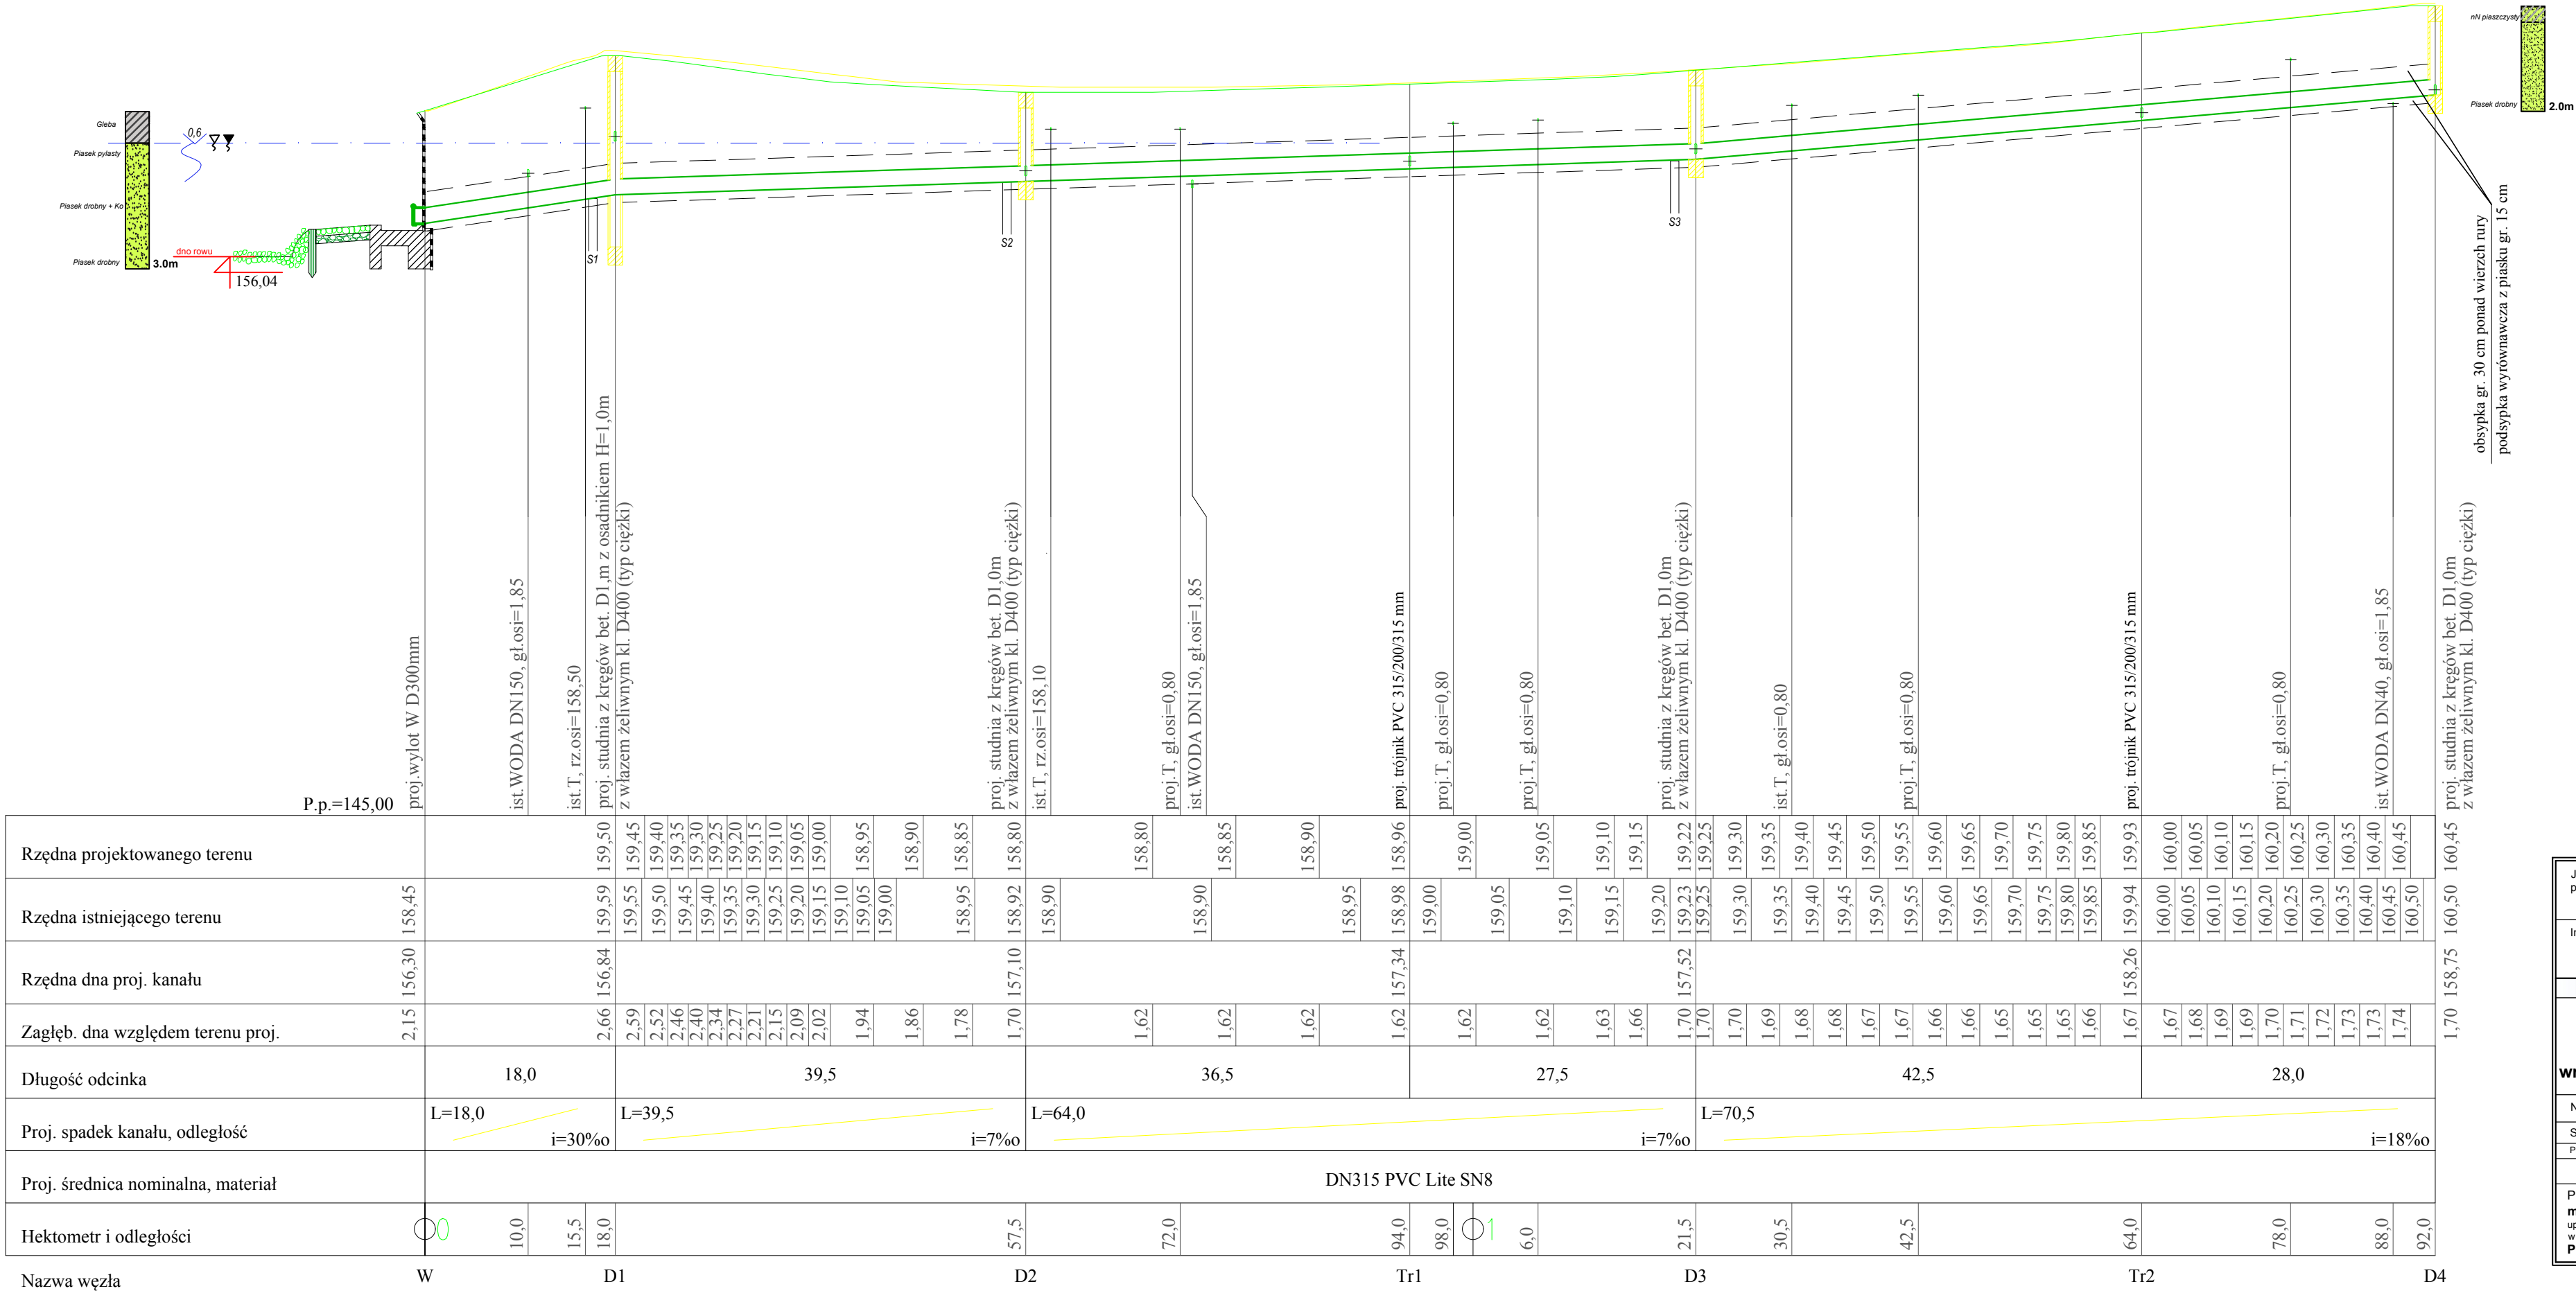 nN piaszczysty
Piasek drobny
2.0m
Gleba
Piasek pylasty
Piasek drobny + Ko
Piasek drobny
3.0m
0,6
dno rowu
156,04
S1
S2
S3
obsypka gr. 30 cm ponad wierzch rury
podsypka wyrównawcza z piasku gr. 15 cm
P.p.=145,00
proj.wylot W D300mm
ist.WODA DN150, gł.osi=1,85
ist.T, rz.osi=158,50
proj. studnia z kręgów bet. D1,m z osadnikiem H=1,0m
z włazem żeliwnym kl. D400 (typ ciężki)
proj. studnia z kręgów bet. D1,0m
z włazem żeliwnym kl. D400 (typ ciężki)
ist.T, rz.osi=158,10
proj.T, gł.osi=0,80
ist.WODA DN150, gł.osi=1,85
proj. trójnik PVC 315/200/315 mm
proj.T, gł.osi=0,80
proj.T, gł.osi=0,80
proj. studnia z kręgów bet. D1,0m
z włazem żeliwnym kl. D400 (typ ciężki)
ist.T, gł.osi=0,80
proj.T, gł.osi=0,80
proj. trójnik PVC 315/200/315 mm
proj.T, gł.osi=0,80
ist.WODA DN40, gł.osi=1,85
proj. studnia z kręgów bet. D1,0m
z włazem żeliwnym kl. D400 (typ ciężki)
Rzędna projektowanego terenu 159,50 159,45 159,40 159,35 159,30 159,25 159,20 159,15 159,10 159,05 159,00 158,95 158,90 158,85 158,80 158,80 158,85 158,90 158,96 159,00 159,05 159,10 159,15 159,22 159,25 159,30 159,35 159,40 159,45 159,50 159,55 159,60 159,65 159,70 159,75 159,80 159,85 159,93 160,00 160,05 160,10 160,15 160,20 160,25 160,30 160,35 160,40 160,45 160,45
Rzędna istniejącego terenu 158,45 159,59 159,55 159,50 159,45 159,40 159,35 159,30 159,25 159,20 159,15 159,10 159,05 159,00 158,95 158,92 158,90 158,90 158,95 158,98 159,00 159,05 159,10 159,15 159,20 159,23 159,25 159,30 159,35 159,40 159,45 159,50 159,55 159,60 159,65 159,70 159,75 159,80 159,85 159,94 160,00 160,05 160,10 160,15 160,20 160,25 160,30 160,35 160,40 160,45 160,50 160,50
Rzędna dna proj. kanału 156,30 156,84 157,10 157,34 157,52 158,26 158,75
Zagłęb. dna względem terenu proj. 2,15 2,66 2,59 2,52 2,46 2,40 2,34 2,27 2,21 2,15 2,09 2,02 1,94 1,86 1,78 1,70 1,62 1,62 1,62 1,62 1,62 1,62 1,63 1,66 1,70 1,70 1,70 1,69 1,68 1,68 1,67 1,67 1,66 1,66 1,65 1,65 1,65 1,66 1,67 1,67 1,68 1,69 1,69 1,70 1,71 1,72 1,73 1,73 1,74 1,70
Długość odcinka 18,0 39,5 36,5 27,5 42,5 28,0
Proj. spadek kanału, odległość L=18,0 i=30‰ L=39,5 i=7‰ L=64,0 i=7‰ L=70,5 i=18‰
Proj. średnica nominalna, materiał DN315 PVC Lite SN8
Hektometr i odległości 0 10,0 15,5 18,0 57,5 72,0 94,0 98,0 1 6,0 21,5 30,5 42,5 64,0 78,0 88,0 92,0
Nazwa węzła W D1 D2 Tr1 D3 Tr2 D4